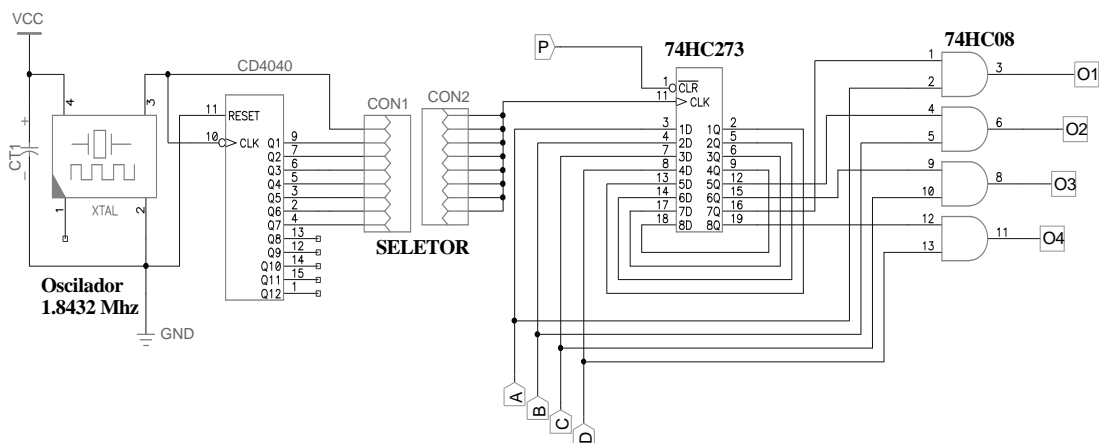 VCC
4
3
CT1
+
−
XTAL
1
2
Oscilador
1.8432 Mhz
GND
CD4040
11
RESET
10
CLK
Q1
9
Q2
7
Q3
6
Q4
5
Q5
3
Q6
2
Q7
4
Q8
13
Q9
12
Q10
14
Q11
15
Q12
1
CON1
CON2
SELETOR
P
74HC273
1
CLR
11
CLK
3
1D
1Q
2
4
2D
2Q
5
7
3D
3Q
6
8
4D
4Q
9
13
5D
5Q
12
14
6D
6Q
15
17
7D
7Q
16
18
8D
8Q
19
A
B
C
D
74HC08
1
2
3
O1
4
5
6
O2
9
10
8
O3
12
13
11
O4